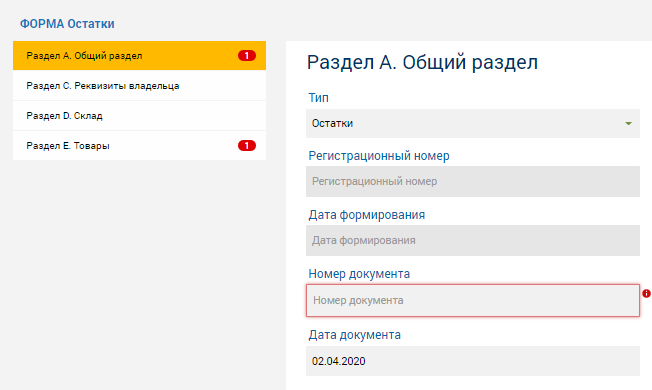 ФОРМА Остатки
Раздел A. Общий раздел 1
Раздел C. Реквизиты владельца
Раздел D. Склад
Раздел E. Товары 1
Раздел A. Общий раздел
Тип
Остатки
Регистрационный номер
Регистрационный номер
Дата формирования
Дата формирования
Номер документа
Номер документа
Дата документа
02.04.2020